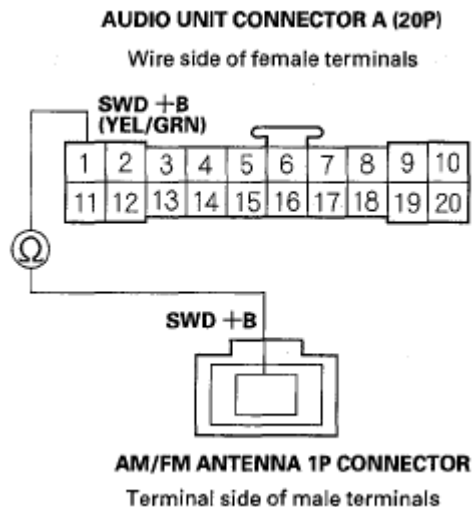 AUDIO UNIT CONNECTOR A (20P)
Wire side of female terminals
SWD +B
(YEL/GRN)
1 2 3 4 5 6 7 8 9 10
11 12 13 14 15 16 17 18 19 20
Ω
SWD +B
AM/FM ANTENNA 1P CONNECTOR
Terminal side of male terminals